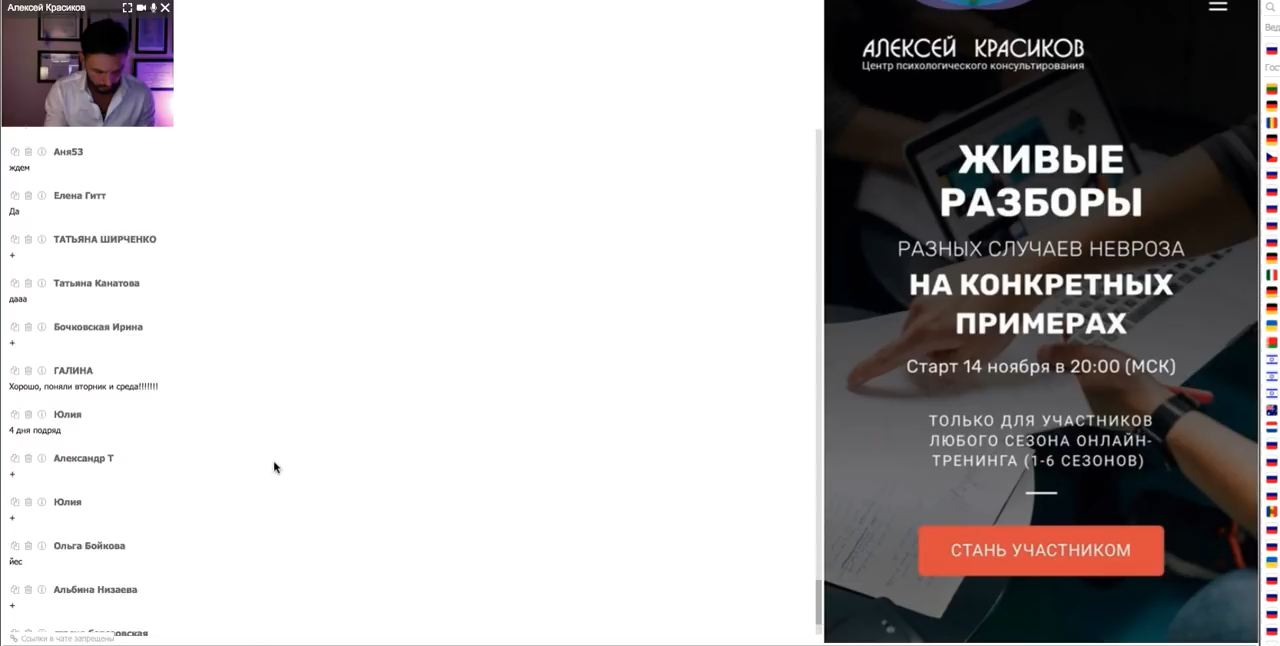 Алексей Красиков
Аня53
ждем
Елена Гитт
Да
ТАТЬЯНА ШИРЧЕНКО
+
Татьяна Канатова
дааа
Бочковская Ирина
+
ГАЛИНА
Хорошо, поняли вторник и среда!!!!!!!
Юлия
4 дня подряд
Александр Т
+
Юлия
+
Ольга Бойкова
йес
Альбина Низаева
+
Ссылки в чате запрещены
АЛЕКСЕЙ КРАСИКОВ
Центр психологического консультирования
ЖИВЫЕ
РАЗБОРЫ
РАЗНЫХ СЛУЧАЕВ НЕВРОЗА
НА КОНКРЕТНЫХ
ПРИМЕРАХ
Старт 14 ноября в 20:00 (МСК)
ТОЛЬКО ДЛЯ УЧАСТНИКОВ
ЛЮБОГО СЕЗОНА ОНЛАЙН-
ТРЕНИНГА (1-6 СЕЗОНОВ)
СТАНЬ УЧАСТНИКОМ
Вед
Гос